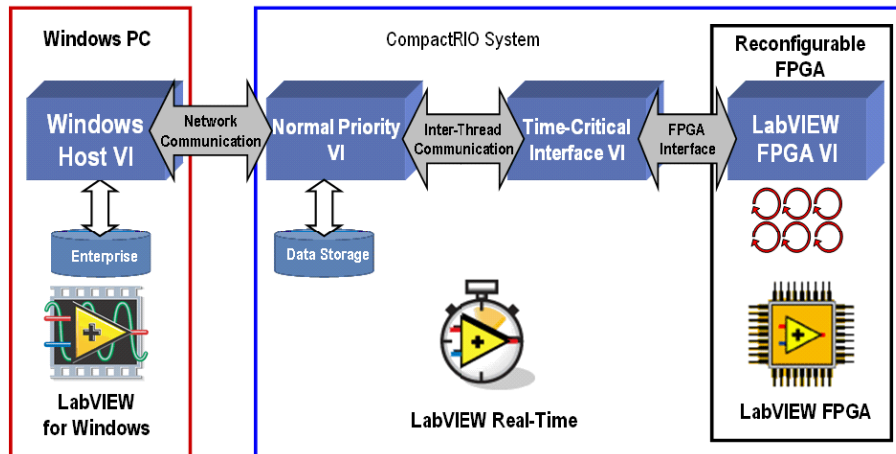 Windows PC
CompactRIO System
Reconfigurable
FPGA
Windows
Host VI
Network
Communication
Normal Priority
VI
Inter-Thread
Communication
Time-Critical
Interface VI
FPGA
Interface
LabVIEW
FPGA VI
Enterprise
Data Storage
LabVIEW
for Windows
LabVIEW Real-Time
LabVIEW FPGA